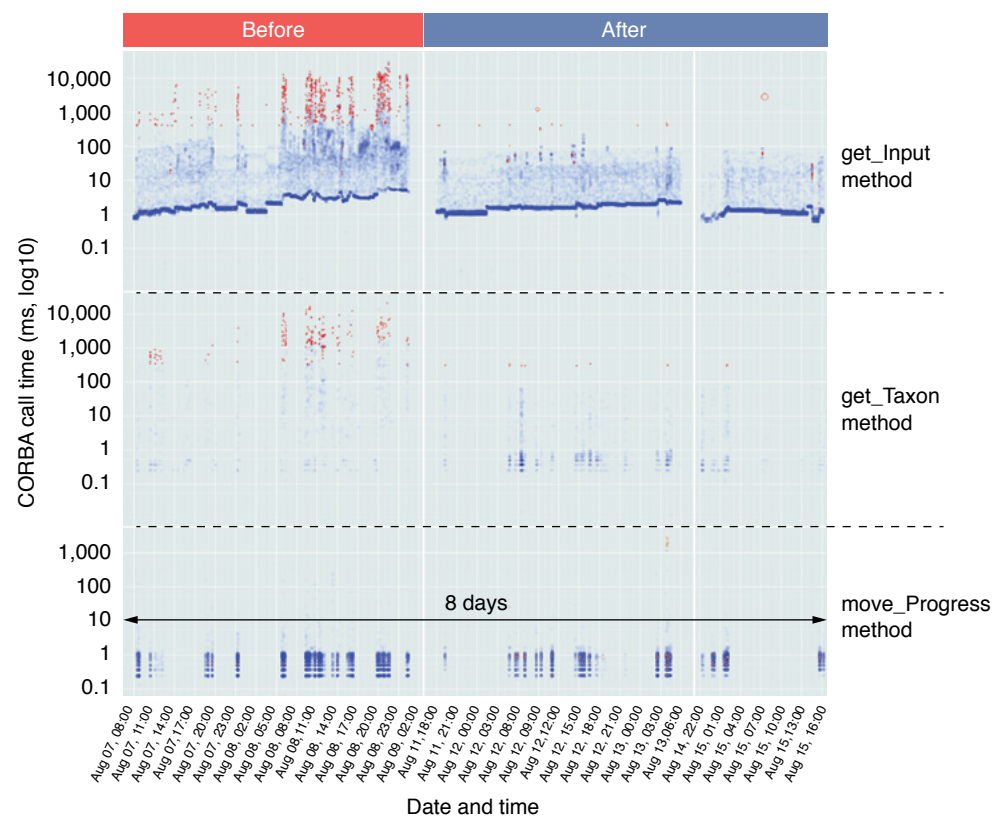 Before
After
10,000
1,000
100
10
1
0.1
get_Input
method
10,000
1,000
100
10
1
0.1
get_Taxon
method
1,000
100
10
1
0.1
8 days
move_Progress
method
CORBA call time (ms, log10)
Aug 07, 08:00
Aug 07, 11:00
Aug 07, 14:00
Aug 07,17:00
Aug 07, 20:00
Aug 07, 23:00
Aug 08, 02:00
Aug 08, 05:00
Aug 08, 08:00
Aug 08,11:00
Aug 08, 14:00
Aug 08, 17:00
Aug 08, 20:00
Aug 08, 23:00
Aug 09, 02:00
Aug 11,18:00
Aug 11, 21:00
Aug 12, 00:00
Aug 12, 03:00
Aug 12, 08:00
Aug 12, 09:00
Aug 12, 12:00
Aug 12, 15:00
Aug 12, 18:00
Aug 12, 21:00
Aug 13, 00:00
Aug 13, 03:00
Aug 13,06:00
Aug 14, 22:00
Aug 15, 01:00
Aug 15, 04:00
Aug 15, 07:00
Aug 15, 10:00
Aug 15, 13:00
Aug 15, 16:00
Date and time